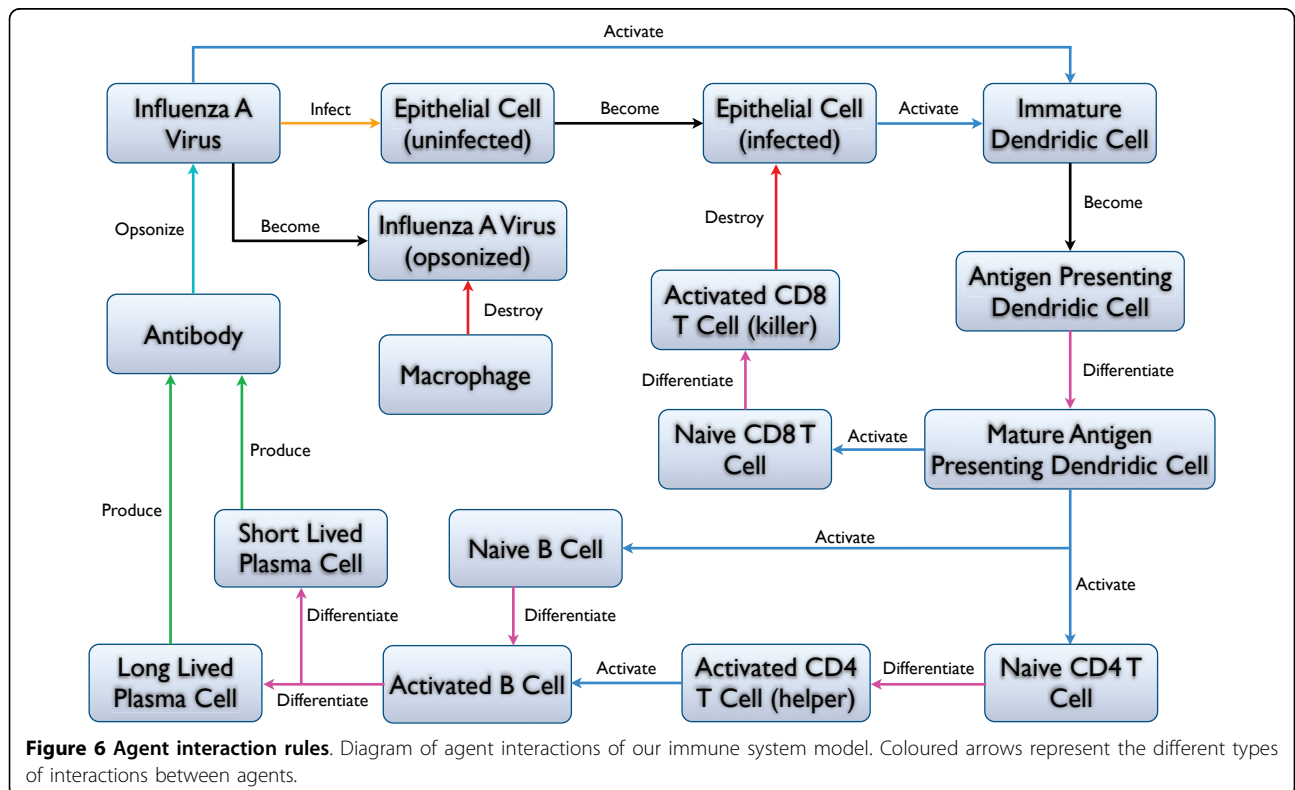 Activate
Influenza A
Virus
Infect
Epithelial Cell
(uninfected)
Become
Epithelial Cell
(infected)
Activate
Immature
Dendridic Cell
Opsonize
Become
Influenza A Virus
(opsonized)
Destroy
Become
Antigen Presenting
Dendridic Cell
Activated CD8
T Cell (killer)
Antibody
Destroy
Macrophage
Differentiate
Differentiate
Naive CD8 T
Cell
Activate
Mature Antigen
Presenting Dendridic Cell
Produce
Produce
Short Lived
Plasma Cell
Naive B Cell
Activate
Activate
Differentiate
Differentiate
Long Lived
Plasma Cell
Differentiate
Activated B Cell
Activate
Activated CD4
T Cell (helper)
Differentiate
Naive CD4 T
Cell
Figure 6 Agent interaction rules. Diagram of agent interactions of our immune system model. Coloured arrows represent the different types
of interactions between agents.